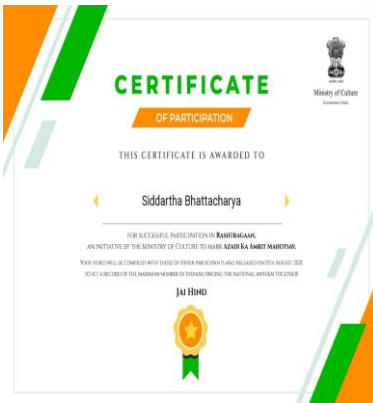 CERTIFICATE
OF PARTICIPATION
Ministry of Culture
Government of India
THIS CERTIFICATE IS AWARDED TO
Siddartha Bhattacharya
FOR SUCCESSFUL PARTICIPATION IN RASHTRAGAAN,
AN INITIATIVE BY THE MINISTRY OF CULTURE TO MARK AZADI KA AMRIT MAHOTSAV.
YOUR VIDEO WILL BE COMPILED WITH THOSE OF OTHER PARTICIPANTS AND RELEASED ON 15TH AUGUST 2021,
TO SET A RECORD OF THE MAXIMUM NUMBER OF INDIANS SINGING THE NATIONAL ANTHEM TOGETHER!
JAI HIND